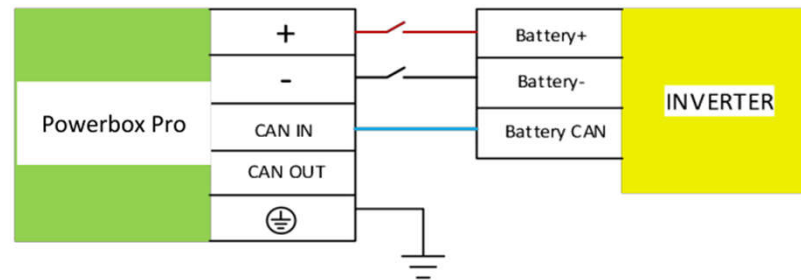 +
Battery+
-
Battery-
Powerbox Pro
INVERTER
CAN IN
Battery CAN
CAN OUT